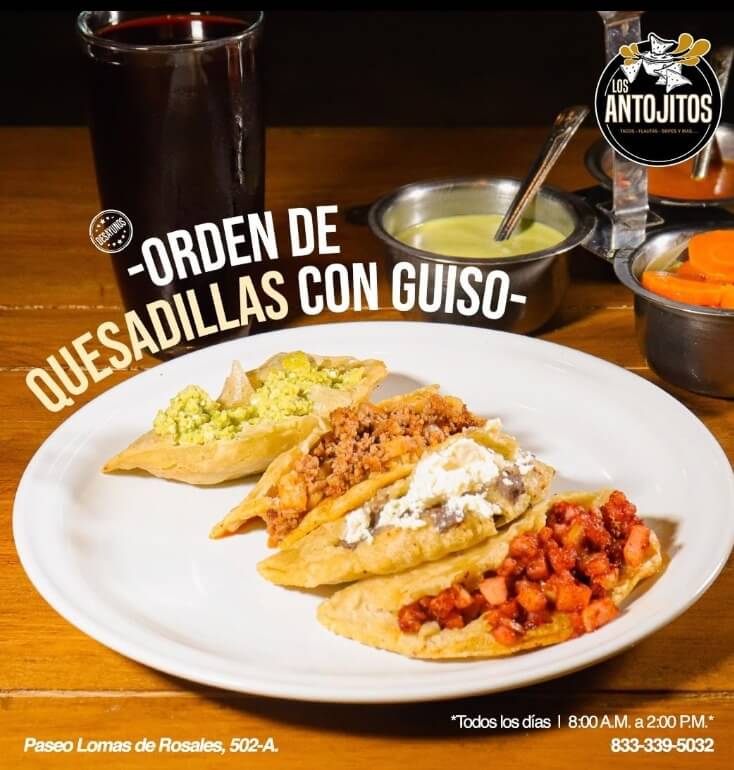 LOS
ANTOJITOS
TACOS - FLAUTAS - SOPES Y MAS...
DESAYUNOS
-ORDEN DE
QUESADILLAS CON GUISO-
*Todos los días | 8:00 A.M. a 2:00 P.M.*
Paseo Lomas de Rosales, 502-A.
833-339-5032